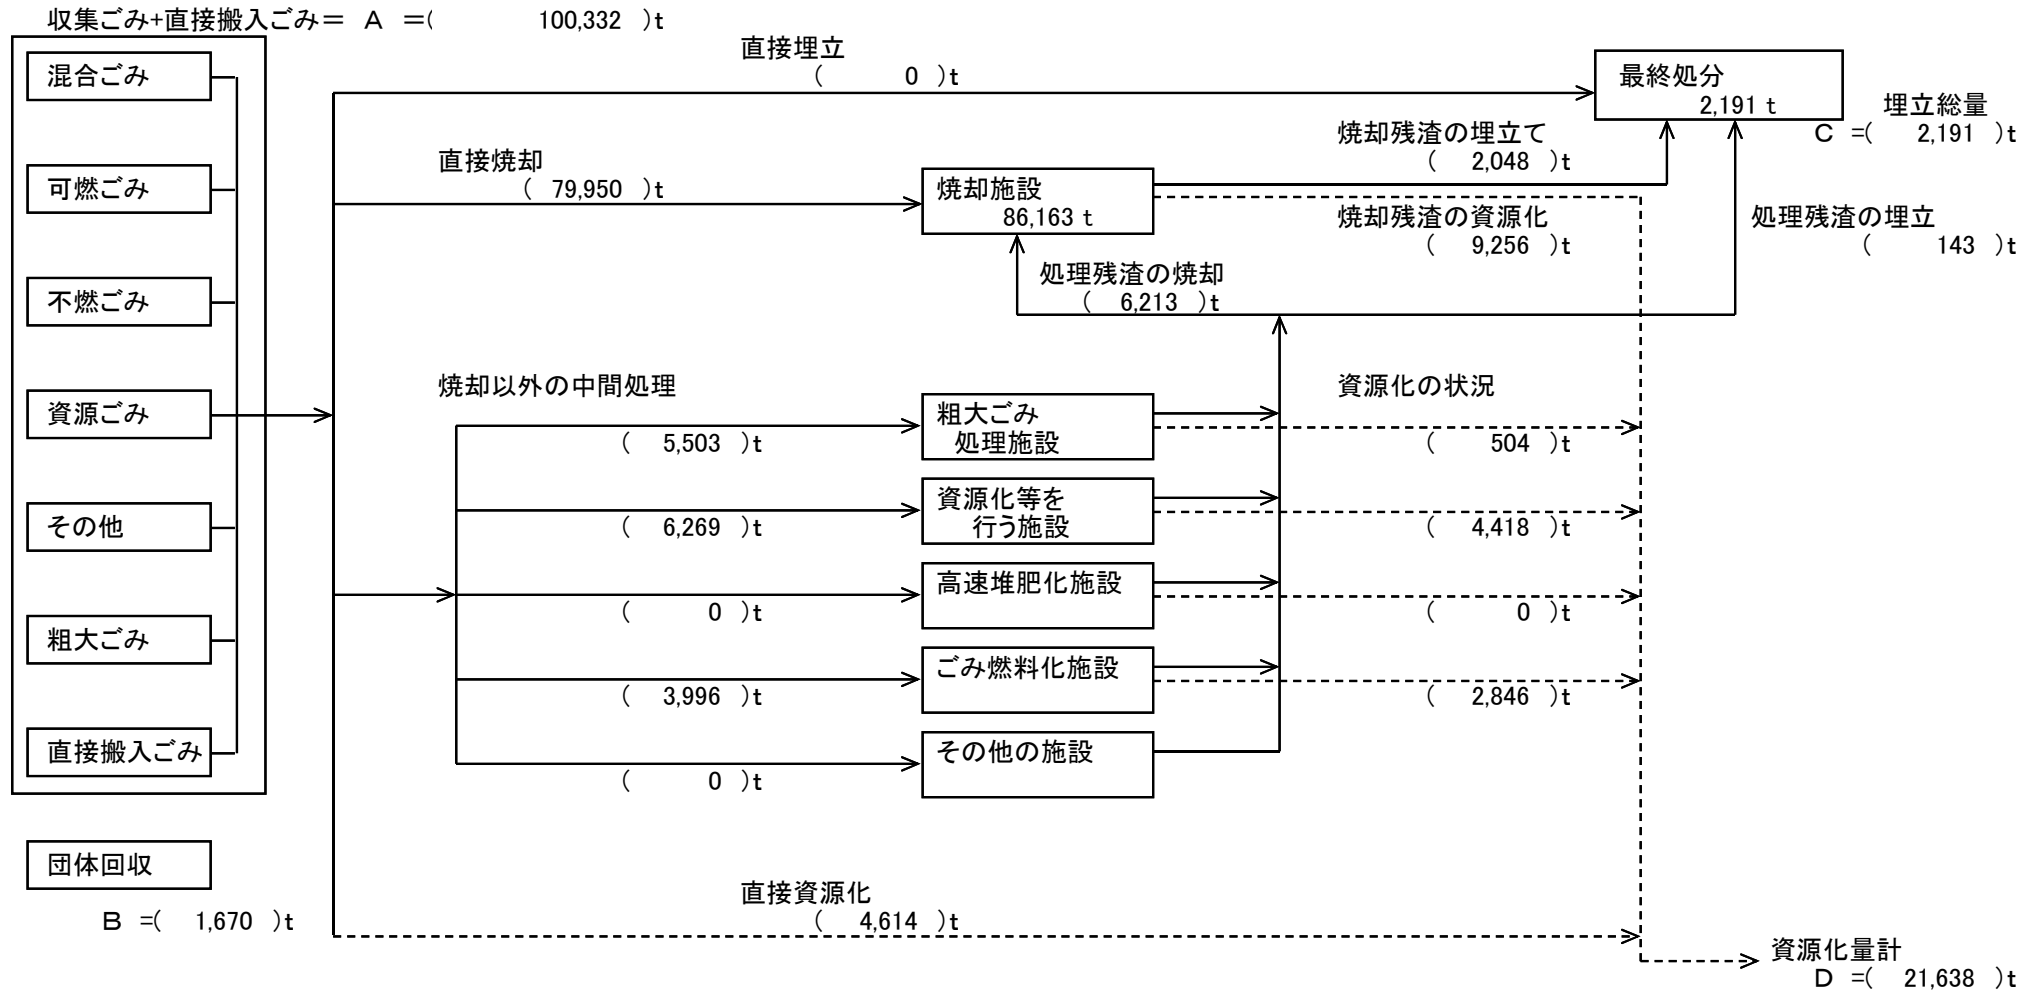 収集ごみ+直接搬入ごみ＝ Ａ ＝( 100,332 )t
混合ごみ
可燃ごみ
不燃ごみ
資源ごみ
その他
粗大ごみ
直接搬入ごみ
団体回収
Ｂ ＝( 1,670 )t
直接埋立
( 0 )t
直接焼却
( 79,950 )t
焼却施設
86,163 t
焼却残渣の埋立て
( 2,048 )t
焼却残渣の資源化
( 9,256 )t
最終処分
2,191 t
埋立総量
Ｃ ＝( 2,191 )t
処理残渣の埋立
( 143 )t
処理残渣の焼却
( 6,213 )t
焼却以外の中間処理
資源化の状況
( 5,503 )t
粗大ごみ
処理施設
( 504 )t
( 6,269 )t
資源化等を
行う施設
( 4,418 )t
( 0 )t
高速堆肥化施設
( 0 )t
( 3,996 )t
ごみ燃料化施設
( 2,846 )t
( 0 )t
その他の施設
直接資源化
( 4,614 )t
資源化量計
Ｄ ＝( 21,638 )t